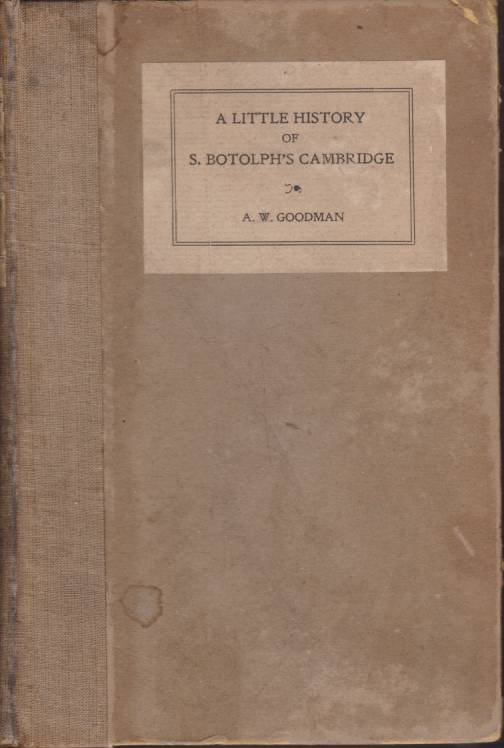 A LITTLE HISTORY
OF
S. BOTOLPH'S CAMBRIDGE
A. W. GOODMAN